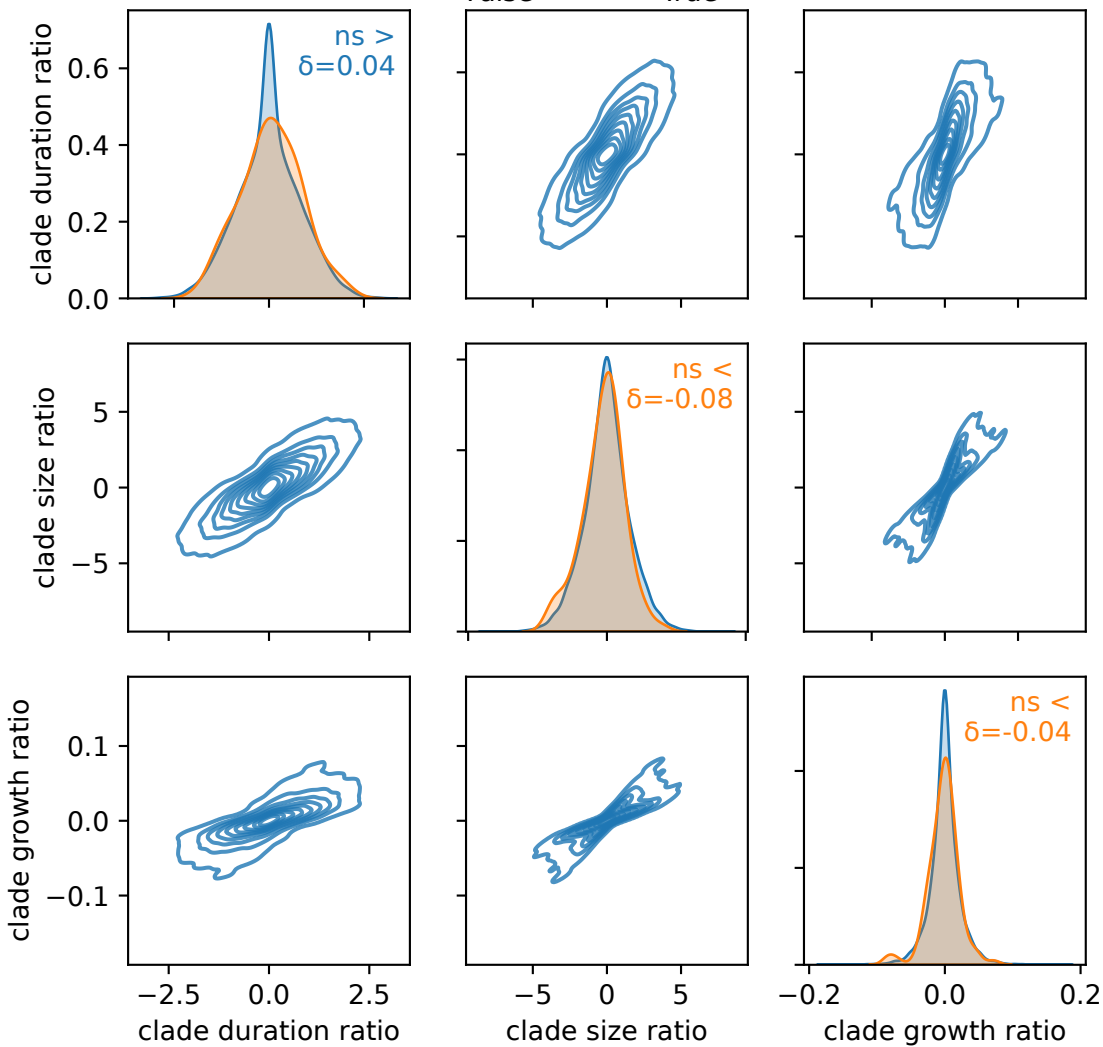 ns >
δ=0.04
clade duration ratio
0.6
0.4
0.2
0.0
ns <
δ=-0.08
clade size ratio
5
0
−5
ns <
δ=-0.04
clade growth ratio
0.1
0.0
−0.1
−2.5 0.0 2.5
−5 0 5
−0.2 0.0 0.2
clade duration ratio
clade size ratio
clade growth ratio